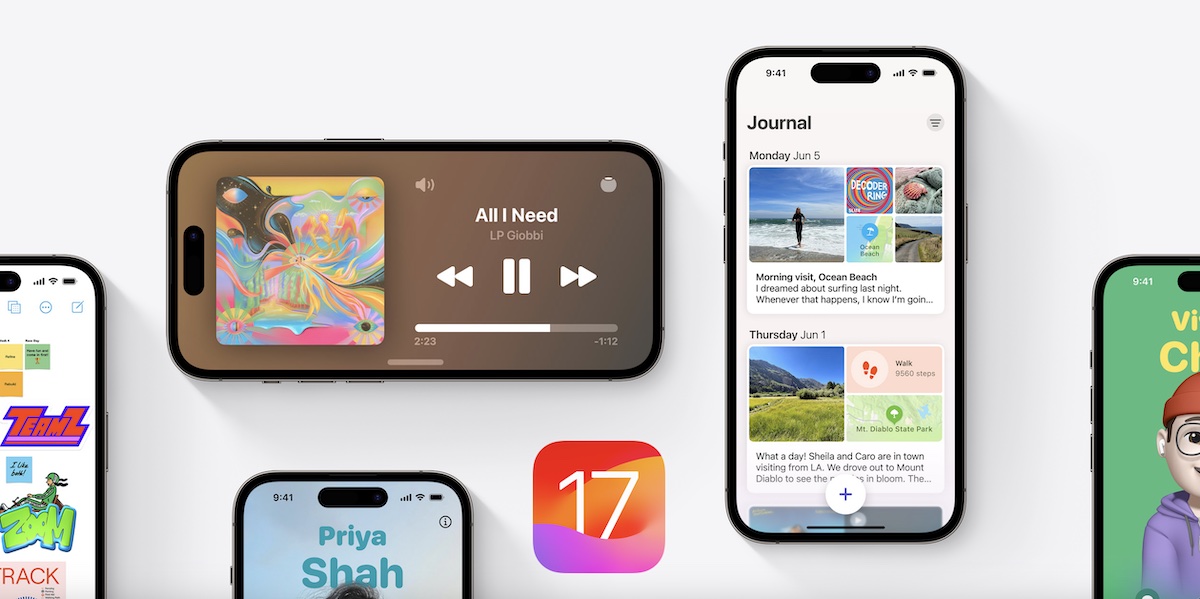 All I Need
LP Giobbi
2:23
-1:12
9:41
Journal
Monday Jun 5
DECODER
RING
SLATE
Ocean
Beach
Morning visit, Ocean Beach
I dreamed about surfing last night.
Whenever that happens, I know I'm goin...
Thursday Jun 1
Walk
9560 steps
Mt. Diablo State Park
What a day! Sheila and Caro are in town
visiting from LA. We drove out to Mount
Diablo to see the in bloom. The...
+
TEAMZ
I like
both!
ZOOM
TRACK
9:41
Priya
Shah
17
9:41
Vi
Ch